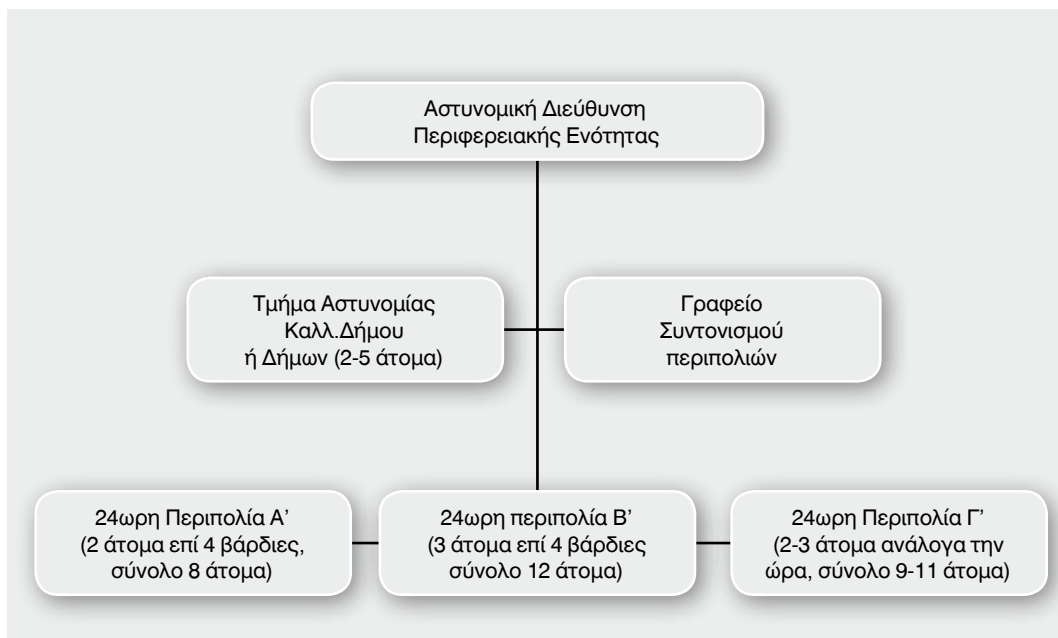 Αστυνομική Διεύθυνση
Περιφερειακής Ενότητας
Τμήμα Αστυνομίας
Καλλ.Δήμου
ή Δήμων (2-5 άτομα)
Γραφείο
Συντονισμού
περιπολιών
24ωρη Περιπολία Α’
(2 άτομα επί 4 βάρδιες,
σύνολο 8 άτομα)
24ωρη περιπολία Β’
(3 άτομα επί 4 βάρδιες
σύνολο 12 άτομα)
24ωρη Περιπολία Γ’
(2-3 άτομα ανάλογα την
ώρα, σύνολο 9-11 άτομα)